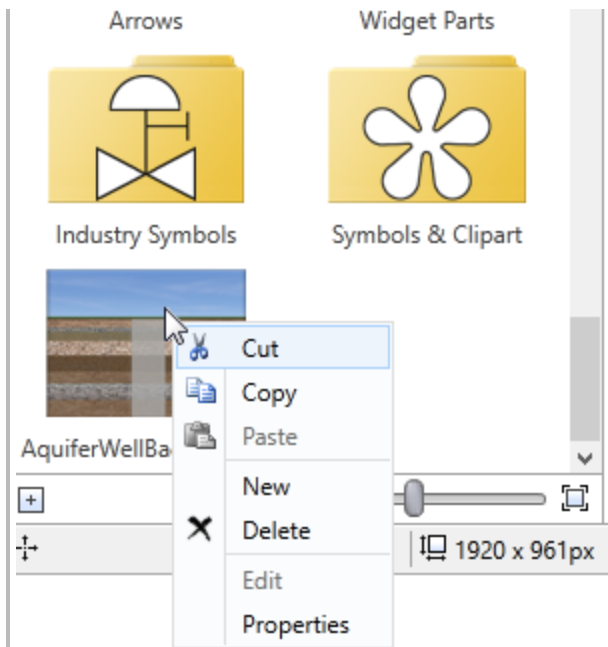 Arrows
Widget Parts
Industry Symbols
Symbols & Clipart
AquiferWellBa
Cut
Copy
Paste
New
Delete
Edit
Properties
1920 x 961px